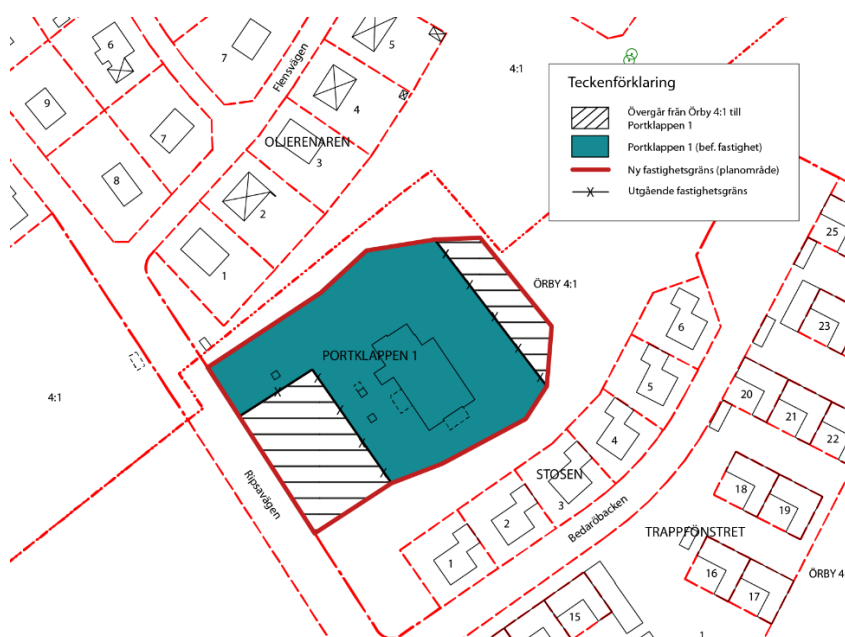 6
7
5
Flensvägen
4:1
9
4
7
OLJERENAREN
3
8
2
1
Teckenförklaring
Övergår från Örby 4:1 till
Portklappen 1
Portklappen 1 (bef. fastighet)
Ny fastighetsgräns (planområde)
Utgående fastighetsgräns
25
ÖRBY 4:1
23
6
PORTKLAPPEN 1
5
4:1
20
21
22
4
Ripsavägen
STOSEN
3
18
19
2
Bedaröbacken
TRAPPFÖNSTRET
1
16
17
ÖRBY 4
15
1